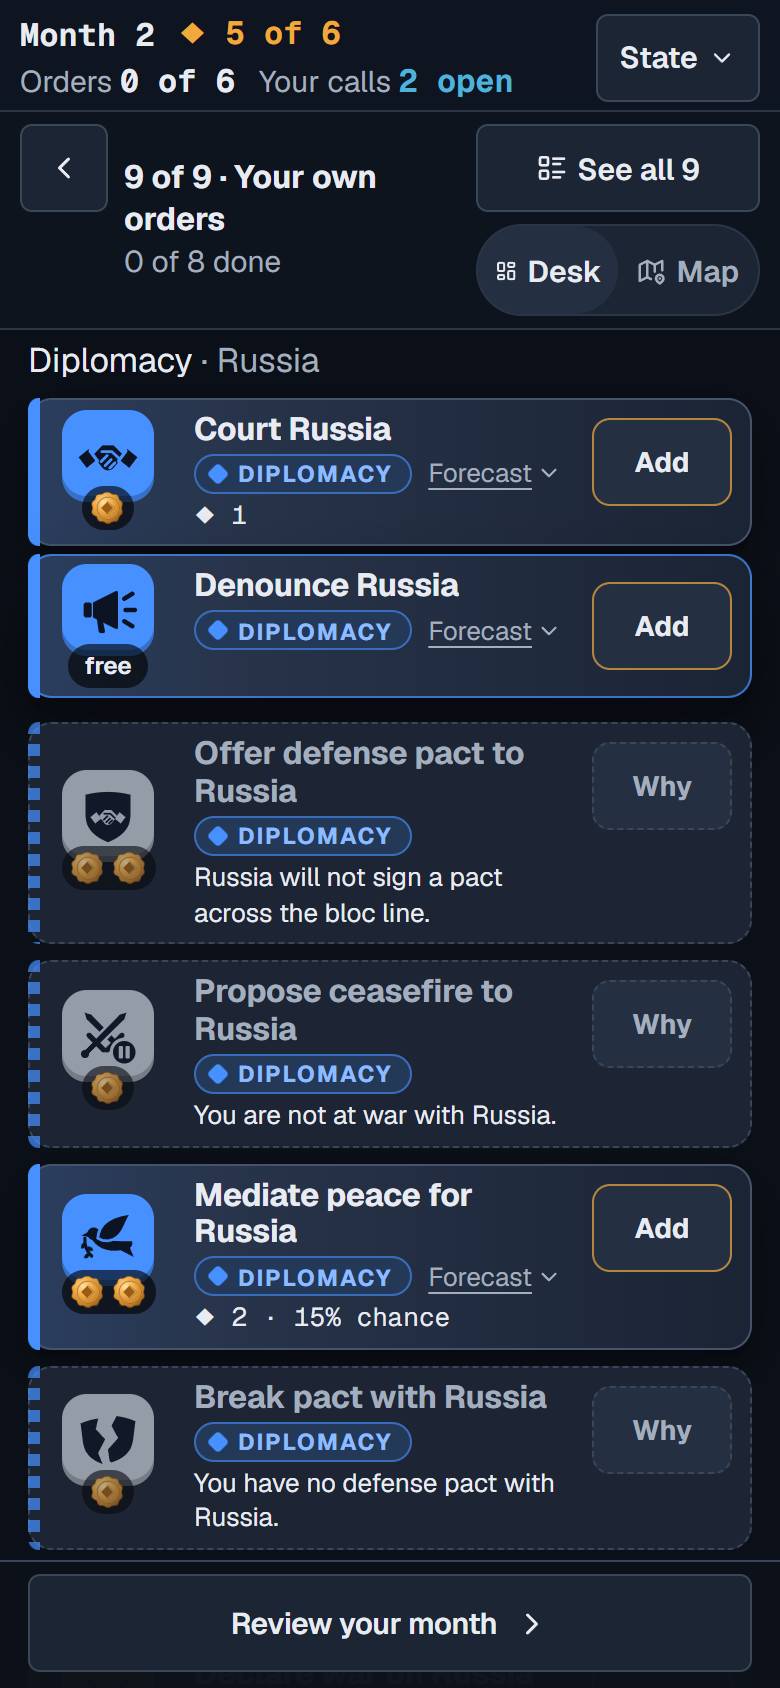 Month 2 ◆ 5 of 6
Orders 0 of 6 Your calls 2 open
State
9 of 9 · Your own
orders
0 of 8 done
See all 9
Desk
Map
Diplomacy · Russia
Court Russia
DIPLOMACY Forecast
◆ 1
Add
Denounce Russia
DIPLOMACY Forecast
free
Add
Offer defense pact to
Russia
DIPLOMACY
Russia will not sign a pact
across the bloc line.
Why
Propose ceasefire to
Russia
DIPLOMACY
You are not at war with Russia.
Why
Mediate peace for
Russia
DIPLOMACY Forecast
◆ 2 · 15% chance
Add
Break pact with Russia
DIPLOMACY
You have no defense pact with
Russia.
Why
Review your month
Declare war on Russia